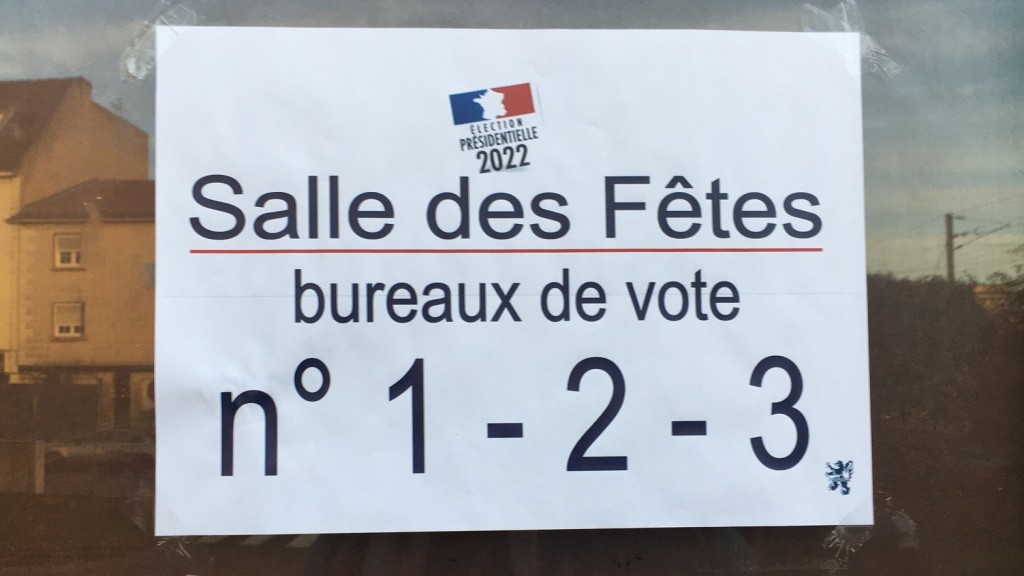 ÉLECTION
PRÉSIDENTIELLE
2022
Salle des Fêtes
bureaux de vote
n° 1 - 2 - 3